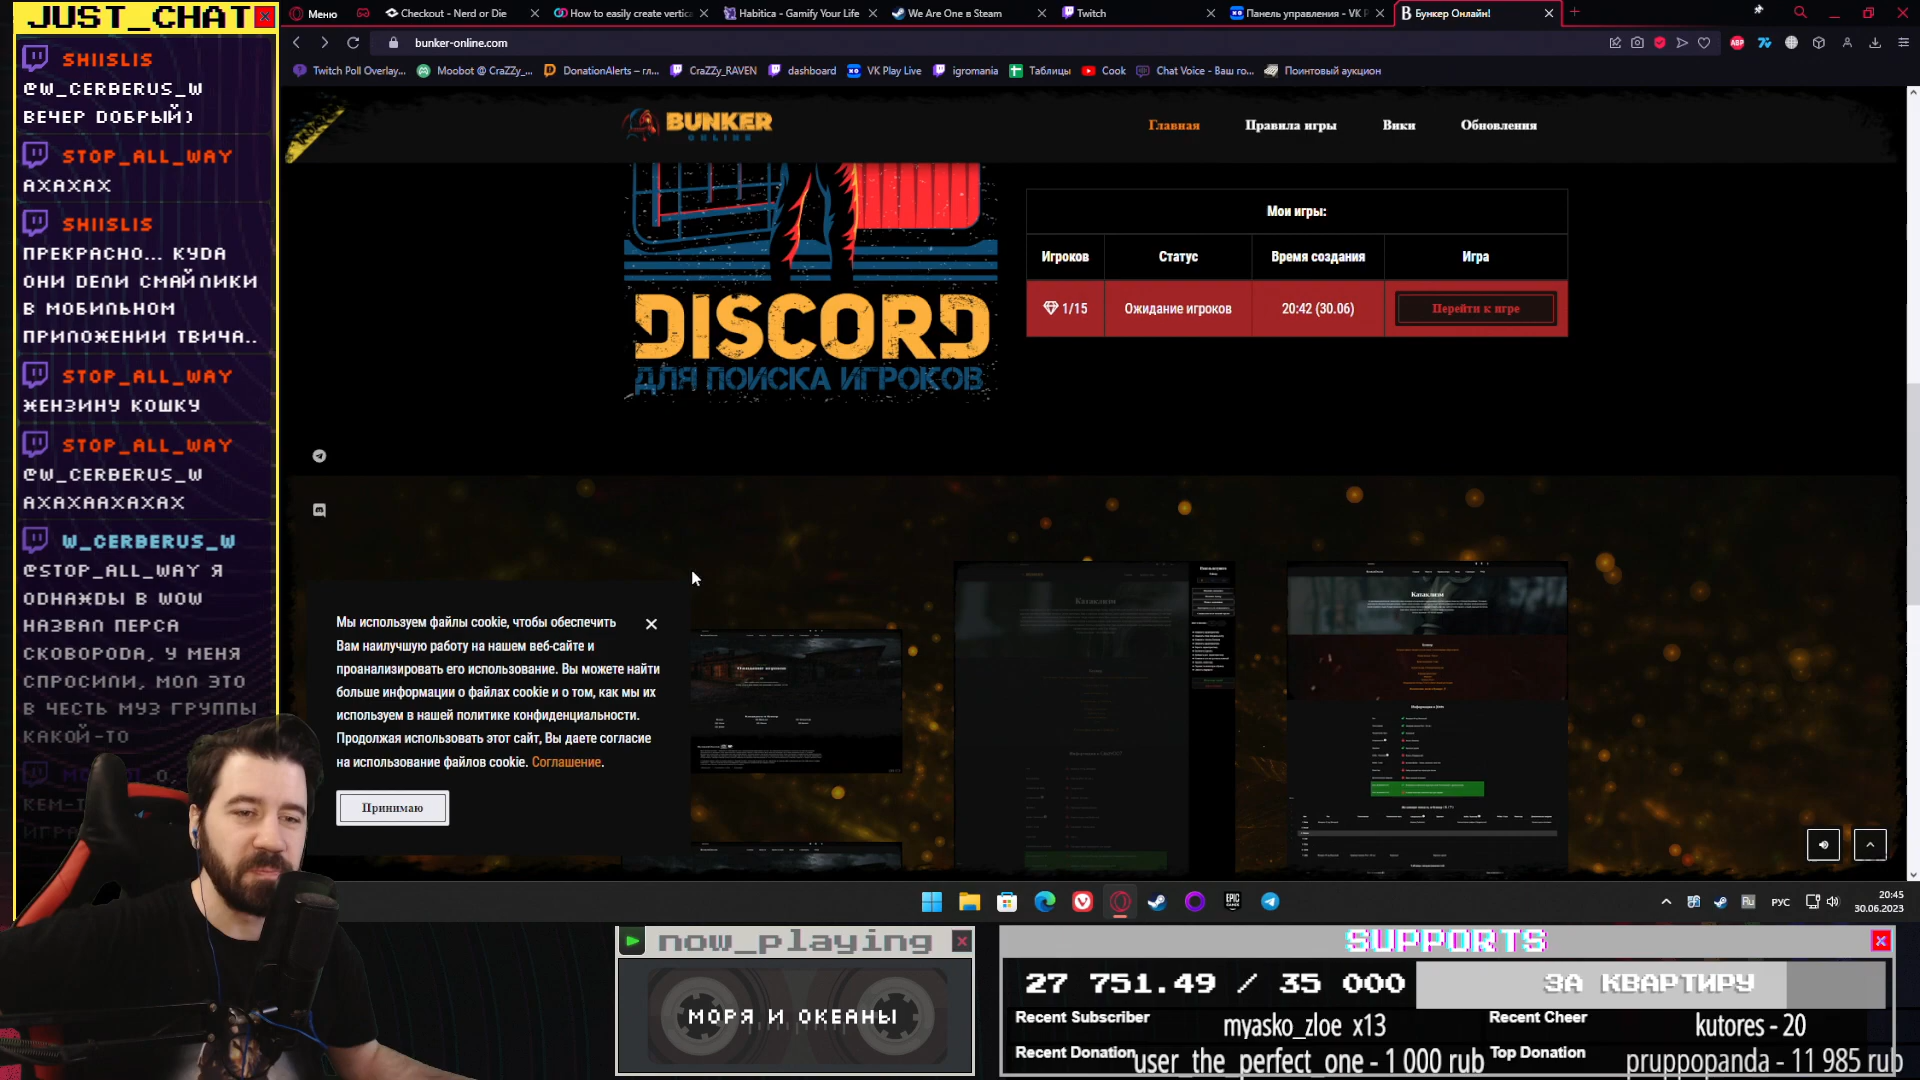 JUST_CHAT
SHIISLIS
@W_CERBERUS_W
ВЕЧЕР ДОБРЫЙ)
STOP_ALL_WAY
АХАХАХ
SHIISLIS
ПРЕКРАСНО... КУДА
ОНИ ДЕЛИ СМАЙЛИКИ
В МОБИЛЬНОМ
ПРИЛОЖЕНИИ ТВИЧА..
STOP_ALL_WAY
ЖЕНЗИНУ КОШКУ
STOP_ALL_WAY
@W_CERBERUS_W
АХАХААХАХАХ
W_CERBERUS_W
@STOP_ALL_WAY Я
ОДНАЖДЫ В WOW
НАЗВАЛ ПЕРСА
СКОВОРОДА, У МЕНЯ
СПРОСИЛИ, МОЛ ЭТО
В ЧЕСТЬ МУЗ ГРУППЫ
КАКОЙ-ТО
Меню
Checkout - Nerd or Die
How to easily create vertic
Habitica - Gamify Your Life
We Are One в Steam
Twitch
Панель управления - VK P
Бункер Онлайн!
bunker-online.com
Twitch Poll Overlay...
Moobot @ CraZZy_...
DonationAlerts – гл...
CraZZy_RAVEN
dashboard
VK Play Live
igromania
Таблицы
Cook
Chat Voice - Ваш го...
Поинтовый аукцион
BUNKER
ONLINE
Главная
Правила игры
Вики
Обновления
DISCORD
ДЛЯ ПОИСКА ИГРОКОВ
Мои игры:
Игроков
Статус
Время создания
Игра
1/15
Ожидание игроков
20:42 (30.06)
Перейти к игре
Мы используем файлы cookie, чтобы обеспечить
Вам наилучшую работу на нашем веб-сайте и
проанализировать его использование. Вы можете найти
больше информации о файлах cookie и о том, как мы их
используем в нашей политике конфиденциальности.
Продолжая использовать этот сайт, Вы даете согласие
на использование файлов cookie. Соглашение.
Принимаю
Катаклизм
Катаклизм
РУС
20:45
30.06.2023
now_playing
МОРЯ И ОКЕАНЫ
SUPPORTS
27 751.49 / 35 000
ЗА КВАРТИРУ
Recent Subscriber
myasko_zloe x13
Recent Cheer
kutores - 20
Recent Donation
user_the_perfect_one - 1 000 rub
Top Donation
pruppopanda - 11 985 rub